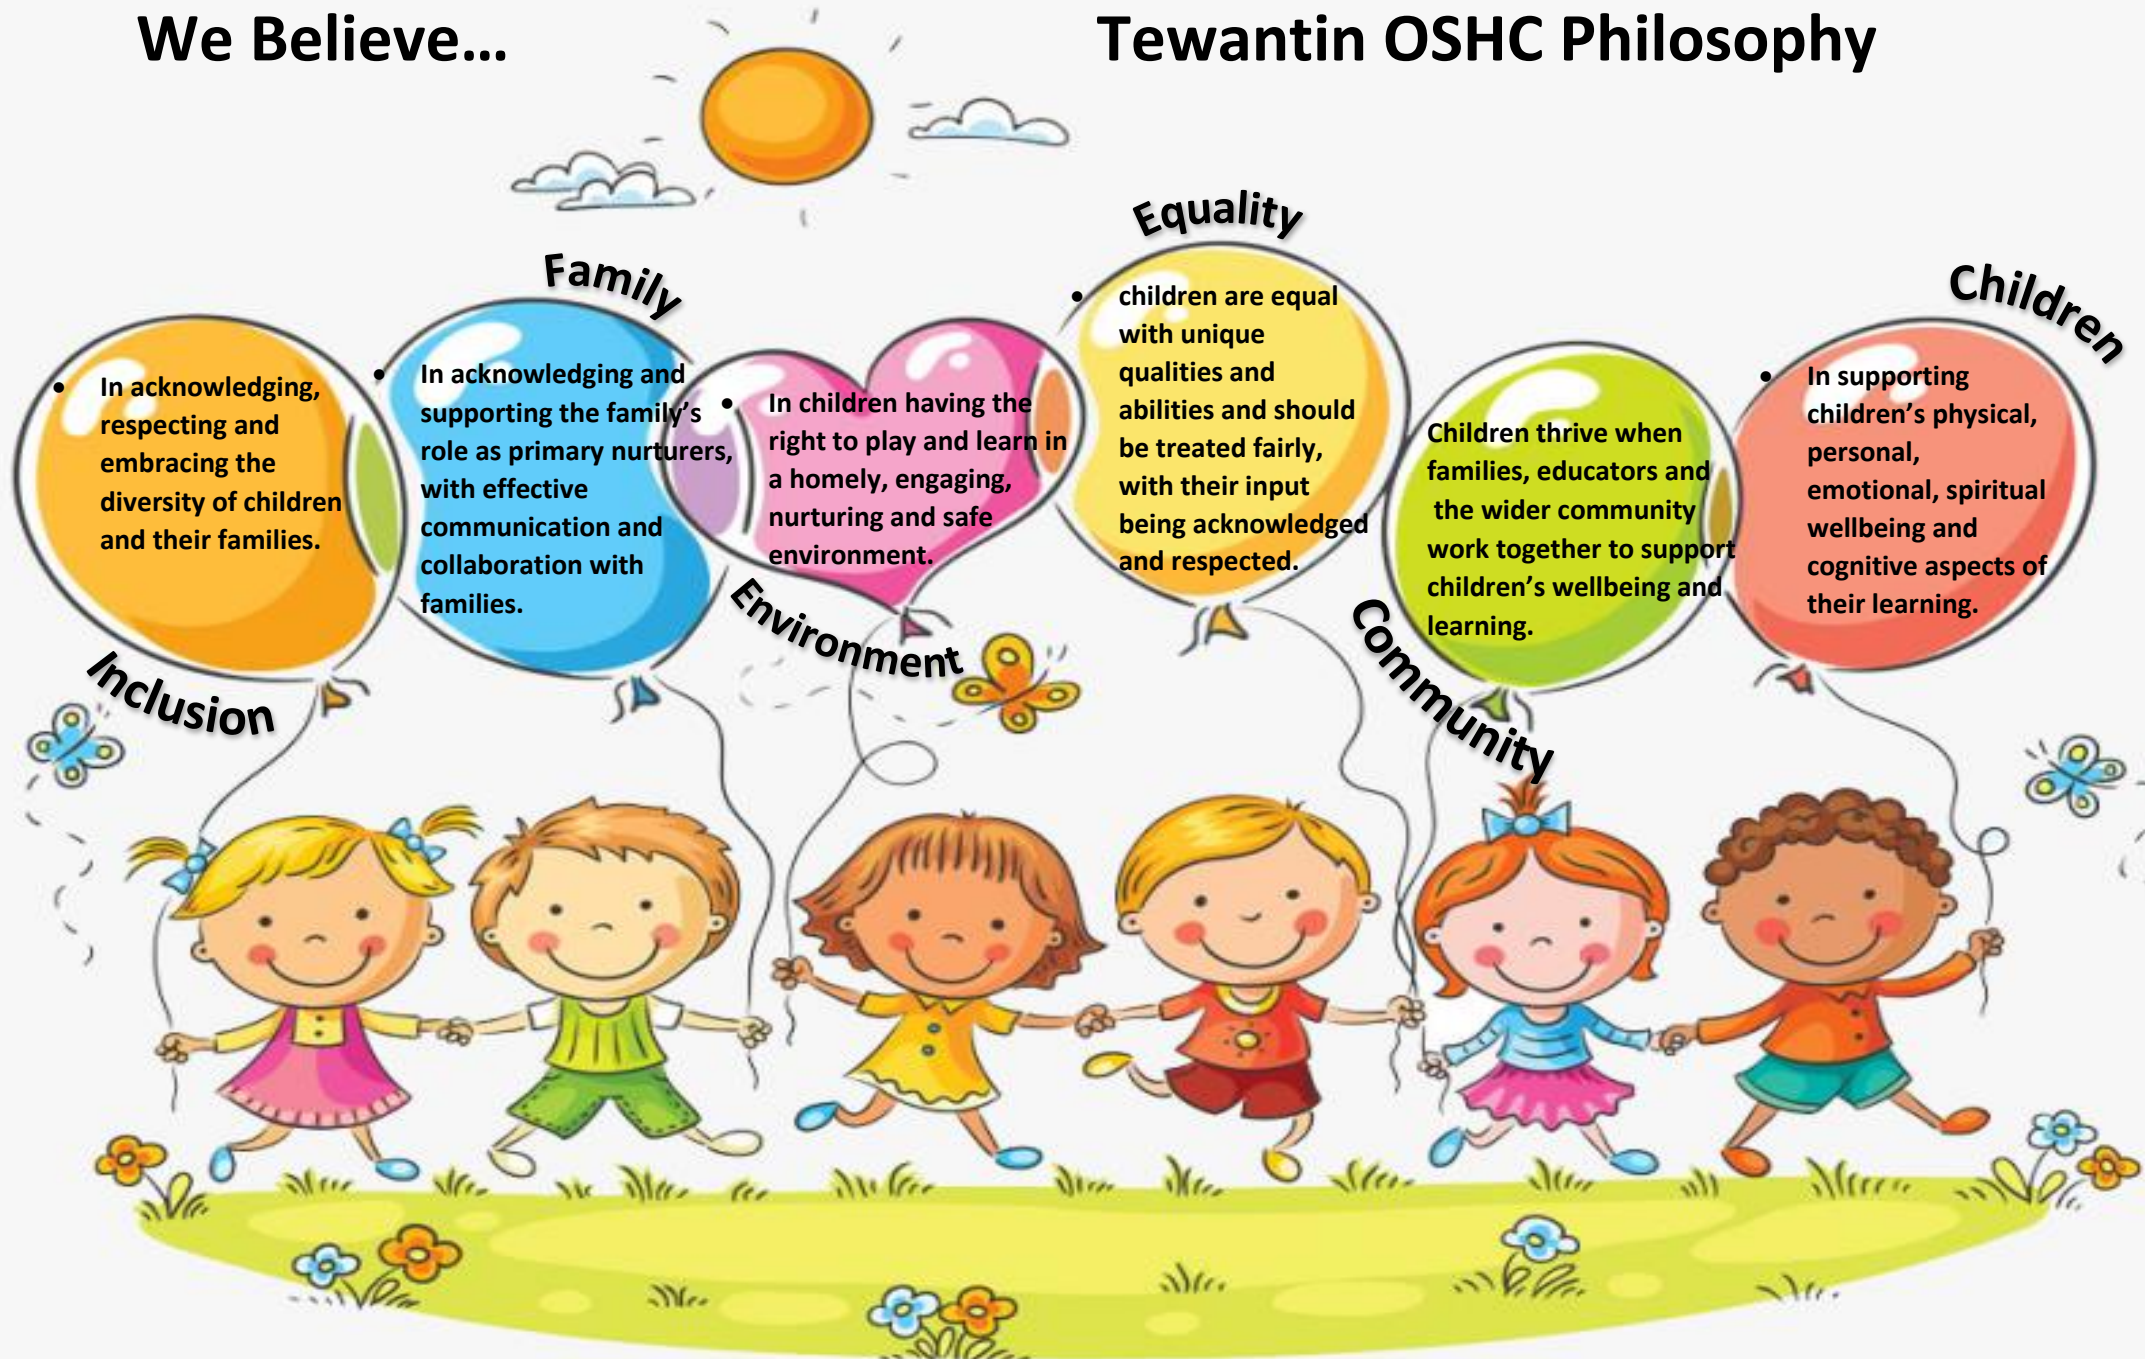 We Believe...
Tewantin OSHC Philosophy
Inclusion
• In acknowledging,
respecting and
embracing the
diversity of children
and their families.
Family
• In acknowledging and
supporting the family’s
role as primary nurturers,
with effective
communication and
collaboration with
families.
Environment
• In children having the
right to play and learn in
a homely, engaging,
nurturing and safe
environment.
Equality
• children are equal
with unique
qualities and
abilities and should
be treated fairly,
with their input
being acknowledged
and respected.
Community
Children thrive when
families, educators and
the wider community
work together to support
children’s wellbeing and
learning.
Children
• In supporting
children’s physical,
personal,
emotional, spiritual
wellbeing and
cognitive aspects of
their learning.